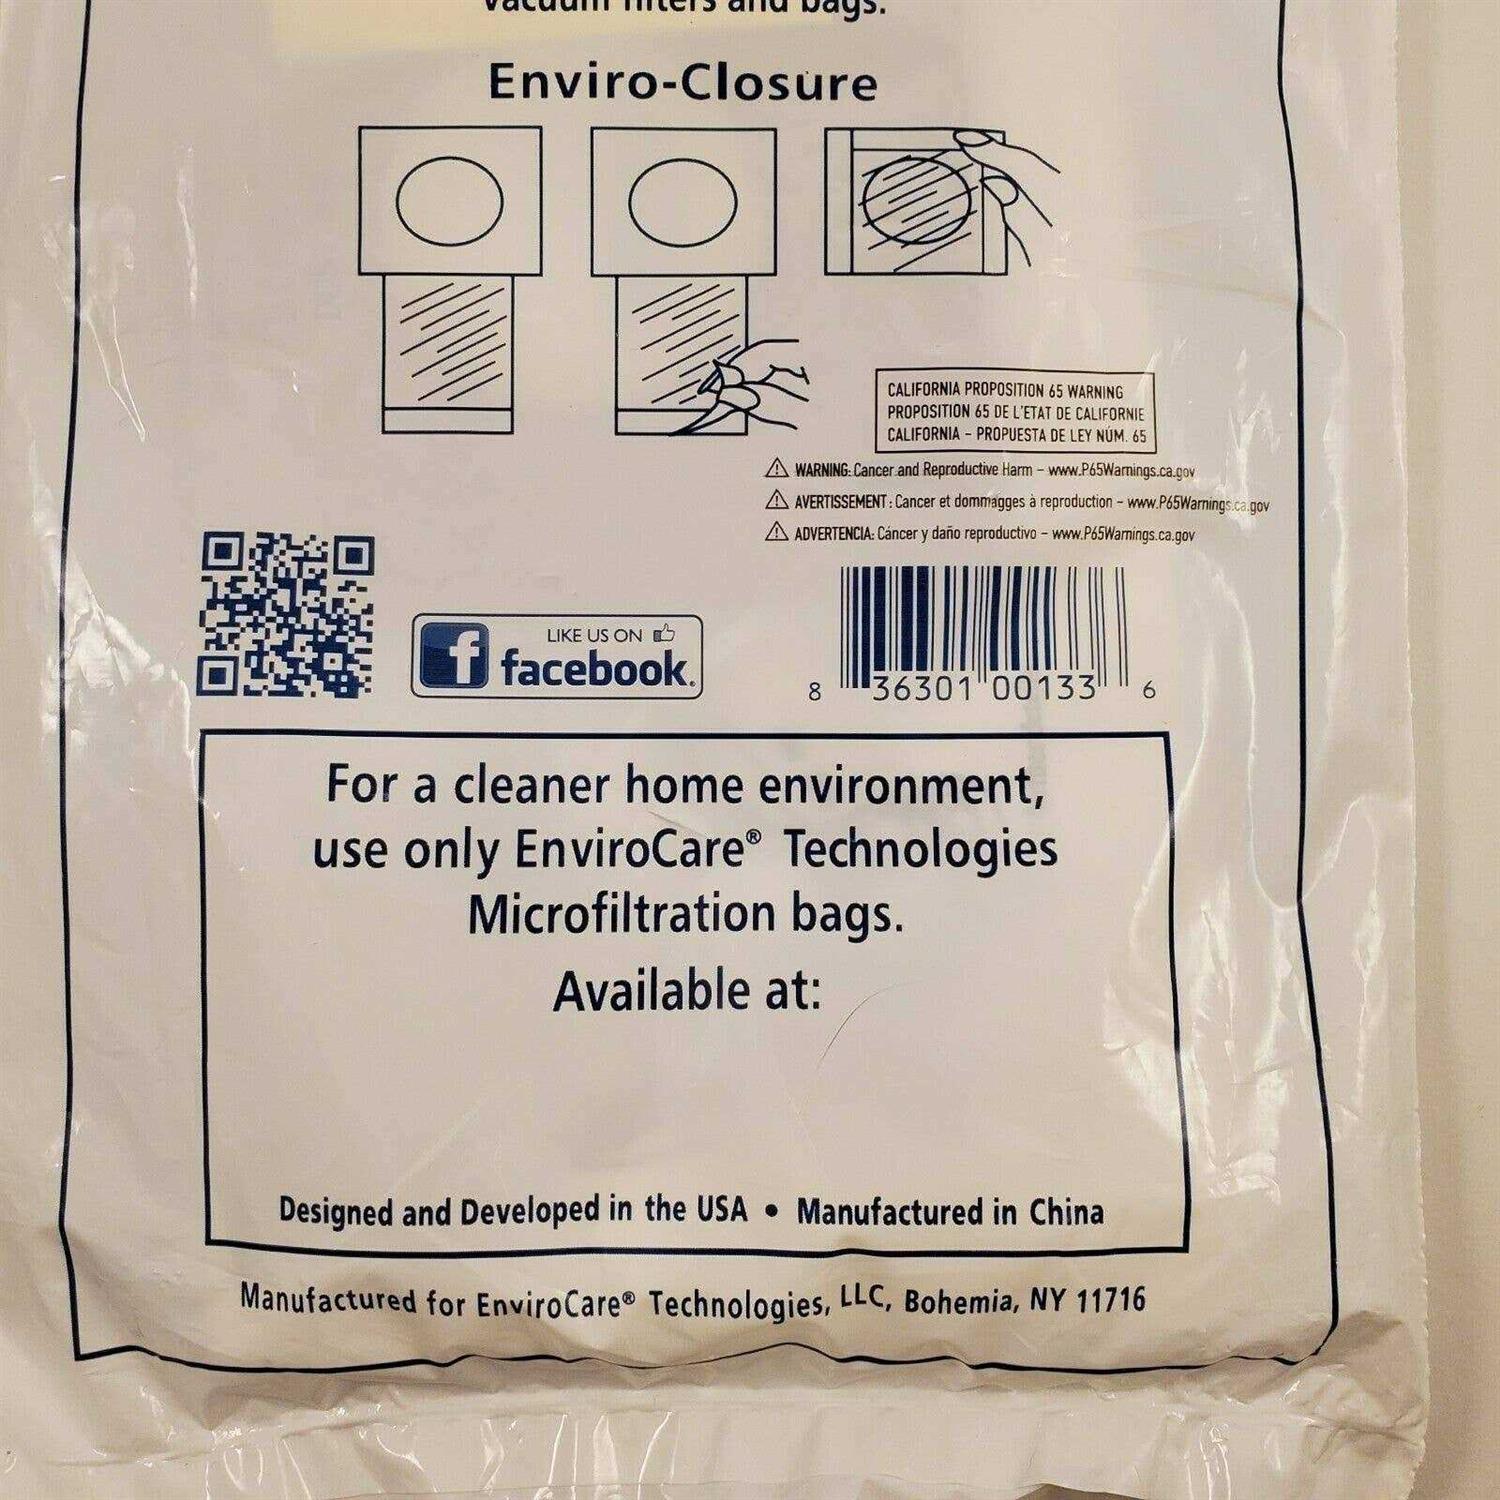 vacuum filters and bags.
Enviro-Closure
CALIFORNIA PROPOSITION 65 WARNING
PROPOSITION 65 DE L'ETAT DE CALIFORNIE
CALIFORNIA – PROPUESTA DE LEY NÚM. 65
WARNING: Cancer and Reproductive Harm – www.P65Warnings.ca.gov
AVERTISSEMENT : Cancer et dommagges à reproduction – www.P65Warnings.ca.gov
ADVERTENCIA: Cáncer y daño reproductivo – www.P65Warnings.ca.gov
LIKE US ON
facebook.
8 36301 00133 6
For a cleaner home environment,
use only EnviroCare® Technologies
Microfiltration bags.
Available at:
Designed and Developed in the USA • Manufactured in China
Manufactured for EnviroCare® Technologies, LLC, Bohemia, NY 11716